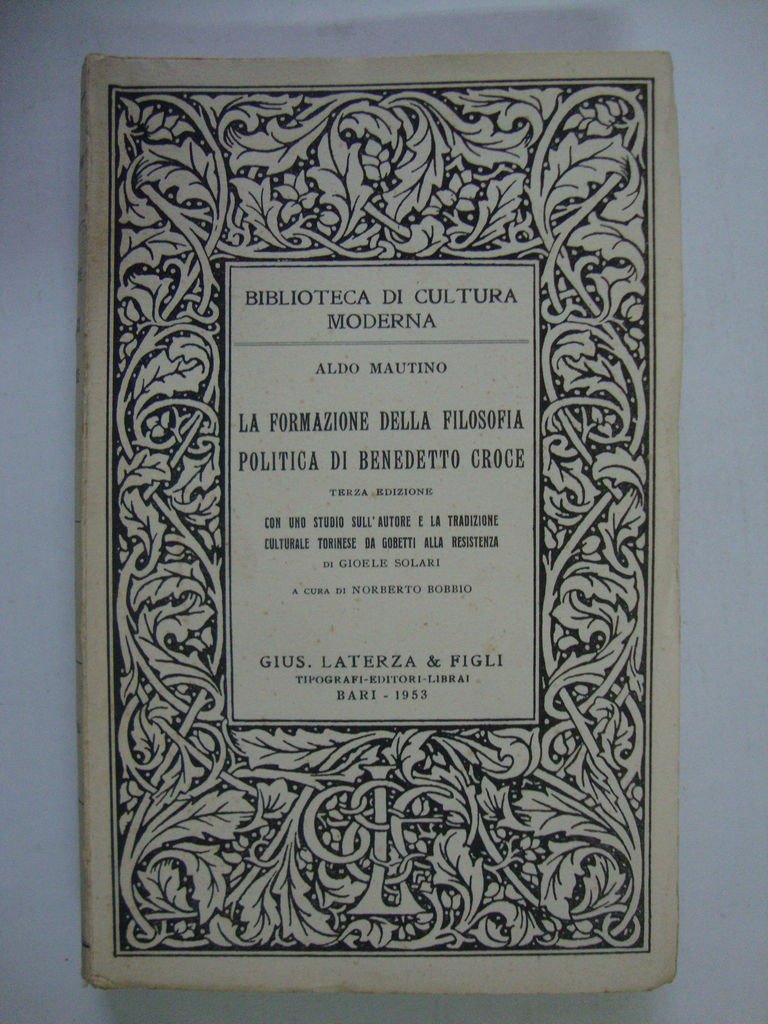 BIBLIOTECA DI CULTURA
MODERNA
ALDO MAUTINO
LA FORMAZIONE DELLA FILOSOFIA
POLITICA DI BENEDETTO CROCE
TERZA EDIZIONE
CON UNO STUDIO SULL'AUTORE E LA TRADIZIONE
CULTURALE TORINESE DA GOBETTI ALLA RESISTENZA
DI GIOELE SOLARI
A CURA DI NORBERTO BOBBIO
GIUS. LATERZA & FIGLI
TIPOGRAFI-EDITORI-LIBRAI
BARI - 1953